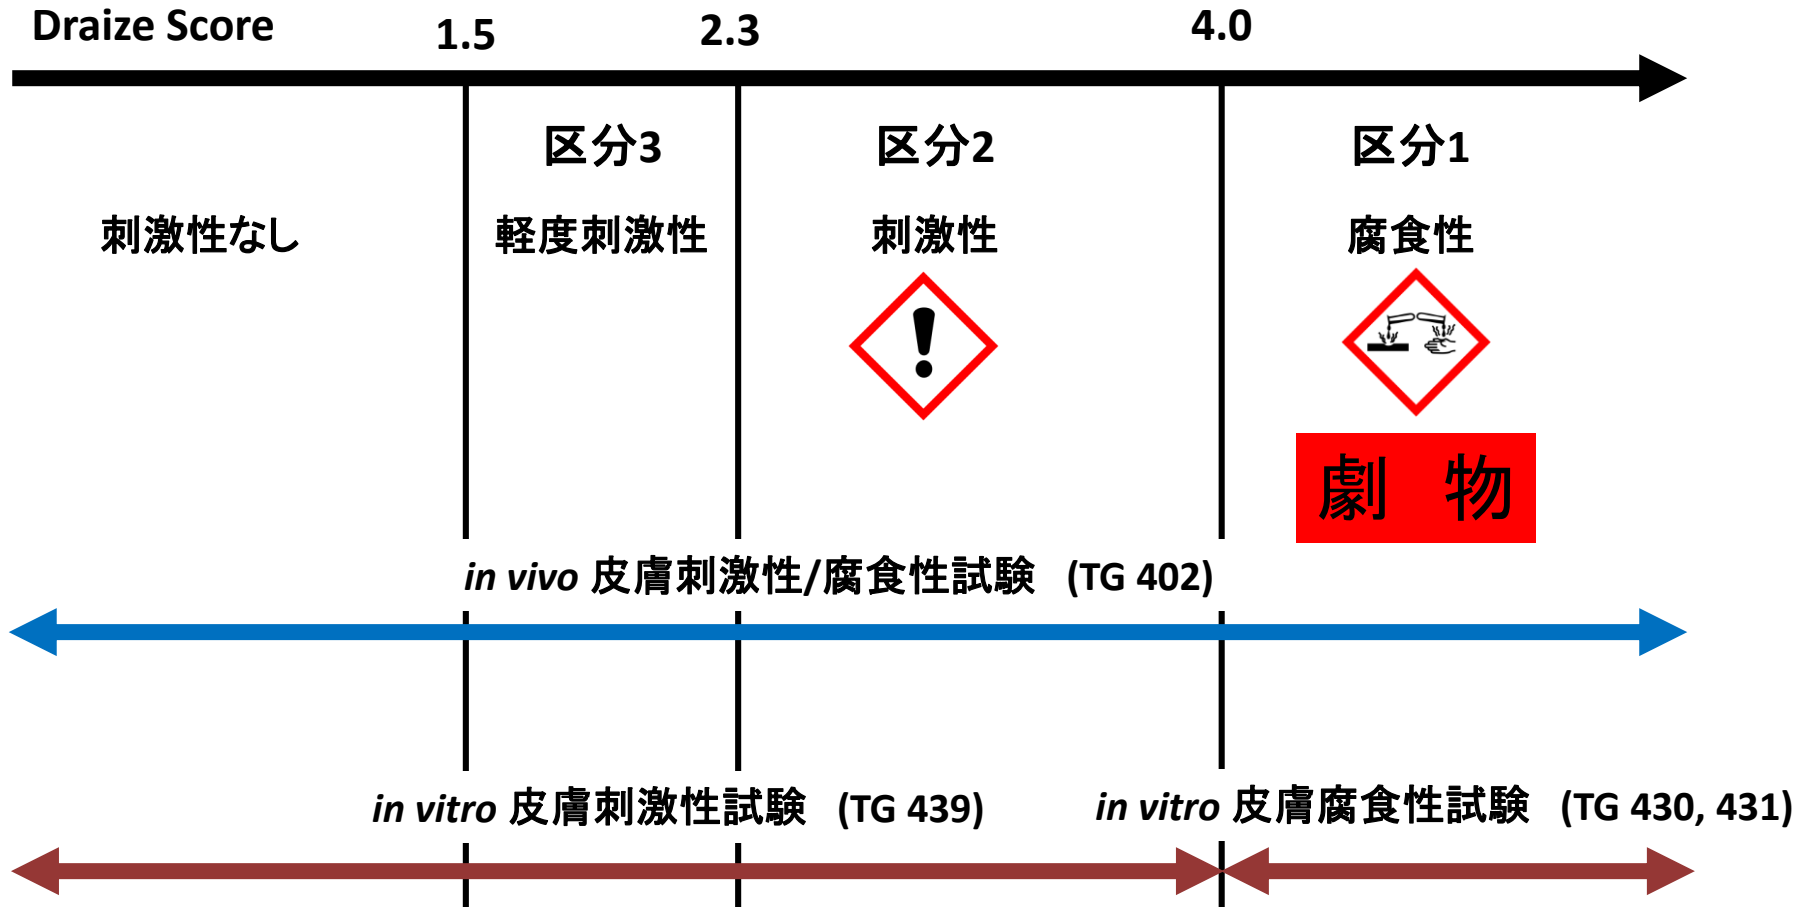 Draize Score 1.5 2.3 4.0
区分3 区分2 区分1
刺激性なし 軽度刺激性 刺激性 腐食性
劇 物
in vivo 皮膚刺激性/腐食性試験 (TG 402)
in vitro 皮膚刺激性試験 (TG 439) in vitro 皮膚腐食性試験 (TG 430, 431)